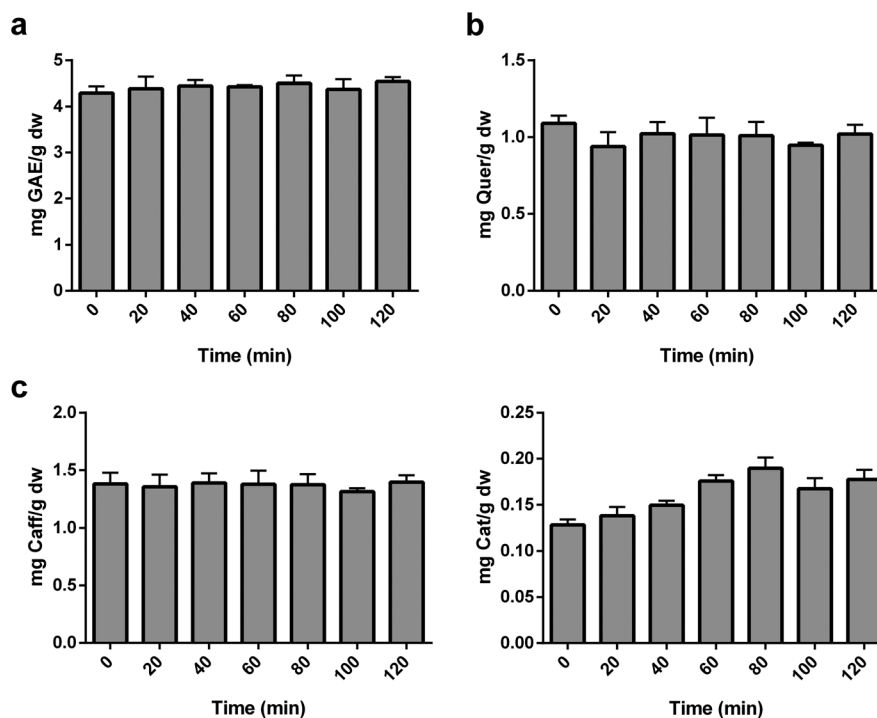 a
mg GAE/g dw
5
4
3
2
1
0
0 20 40 60 80 100 120
Time (min)
b
mg Quer/g dw
1.5
1.0
0.5
0.0
0 20 40 60 80 100 120
Time (min)
c
mg Caff/g dw
2.0
1.5
1.0
0.5
0.0
0 20 40 60 80 100 120
Time (min)
mg Cat/g dw
0.25
0.20
0.15
0.10
0.05
0.00
0 20 40 60 80 100 120
Time (min)